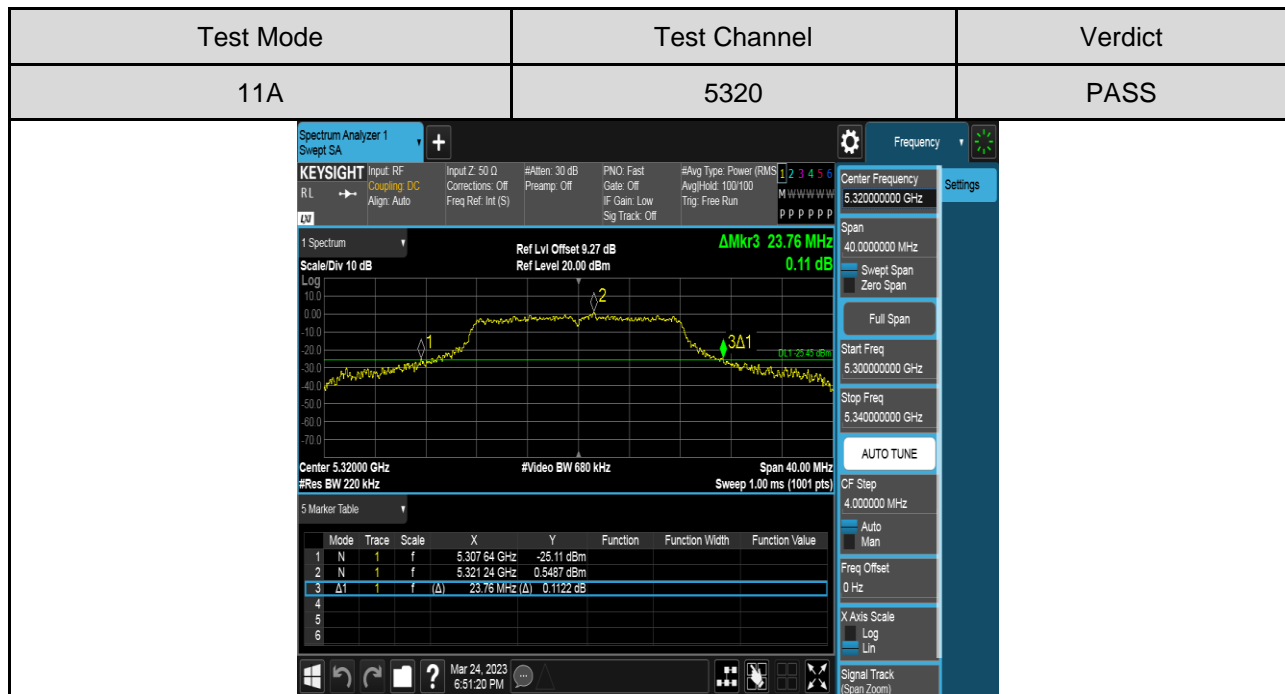 Test Mode Test Channel Verdict
11A 5320 PASS
Spectrum Analyzer 1
Swept SA
+
Frequency
Settings
KEYSIGHT
RL
LXI
Input: RF
Coupling: DC
Align: Auto
Input Z: 50 Ω
Corrections: Off
Freq Ref: Int (S)
#Atten: 30 dB
Preamp: Off
PNO: Fast
Gate: Off
IF Gain: Low
Sig Track: Off
#Avg Type: Power (RMS
Avg|Hold: 100/100
Trig: Free Run
1 2 3 4 5 6
M W W W W W
P P P P P P
1 Spectrum
Scale/Div 10 dB
Ref Lvl Offset 9.27 dB
Ref Level 20.00 dBm
ΔMkr3 23.76 MHz
0.11 dB
Log
10.0
0.00
-10.0
-20.0
-30.0
-40.0
-50.0
-60.0
-70.0
1
2
3Δ1
DL1 -25.45 dBm
Center 5.32000 GHz #Video BW 680 kHz Span 40.00 MHz
#Res BW 220 kHz Sweep 1.00 ms (1001 pts)
5 Marker Table
Mode Trace Scale X Y Function Function Width Function Value
1 N 1 f 5.307 64 GHz -25.11 dBm
2 N 1 f 5.321 24 GHz 0.5487 dBm
3 Δ1 1 f (Δ) 23.76 MHz (Δ) 0.1122 dB
4
5
6
Center Frequency
5.320000000 GHz
Span
40.0000000 MHz
Swept Span
Zero Span
Full Span
Start Freq
5.300000000 GHz
Stop Freq
5.340000000 GHz
AUTO TUNE
CF Step
4.000000 MHz
Auto
Man
Freq Offset
0 Hz
X Axis Scale
Log
Lin
Signal Track
(Span Zoom)
?
Mar 24, 2023
6:51:20 PM